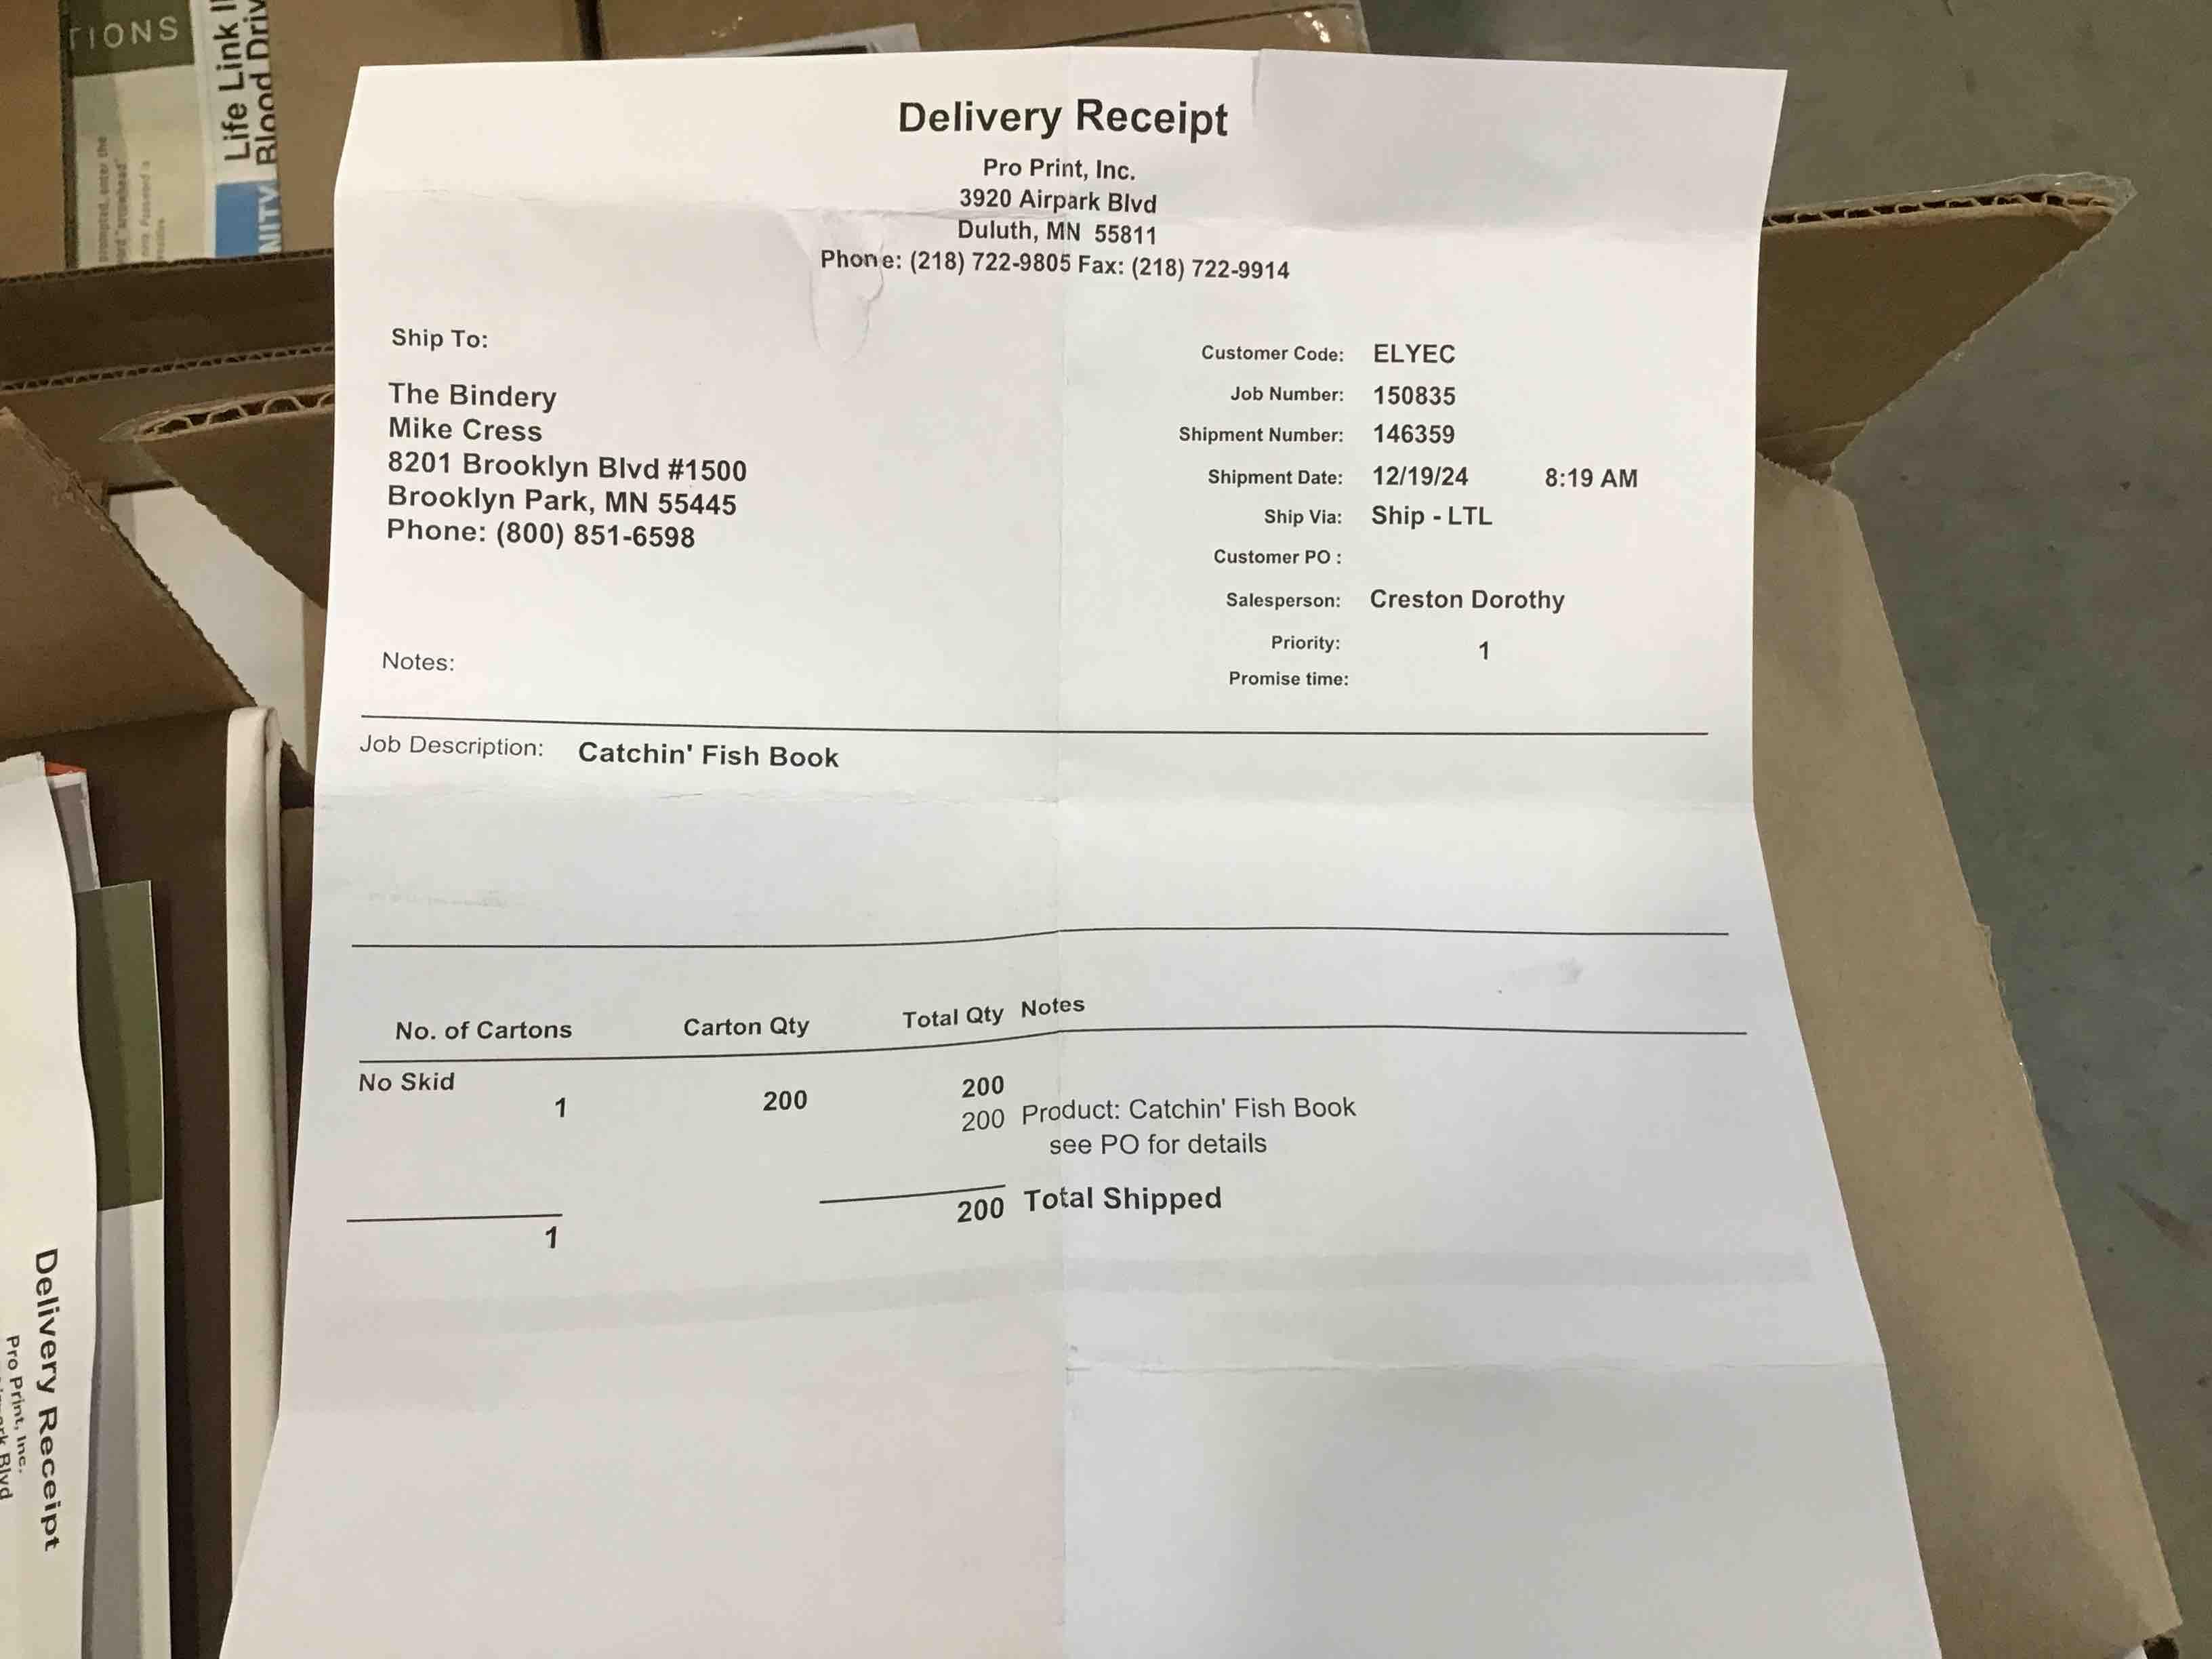 TIONS
Life Link I
Blood Driv
NITY
Delivery Receipt
Pro Print, Inc.
3920 Airpark Blvd
Duluth, MN 55811
Phone: (218) 722-9805 Fax: (218) 722-9914
Ship To:
The Bindery
Mike Cress
8201 Brooklyn Blvd #1500
Brooklyn Park, MN 55445
Phone: (800) 851-6598
Customer Code: ELYEC
Job Number: 150835
Shipment Number: 146359
Shipment Date: 12/19/24 8:19 AM
Ship Via: Ship - LTL
Customer PO :
Salesperson: Creston Dorothy
Priority: 1
Promise time:
Notes:
Job Description: Catchin' Fish Book
No. of Cartons Carton Qty Total Qty Notes
No Skid 200
1 200 200 Product: Catchin' Fish Book
see PO for details
200 Total Shipped
1
Delivery Receipt
Pro Print, Inc.
Blvd